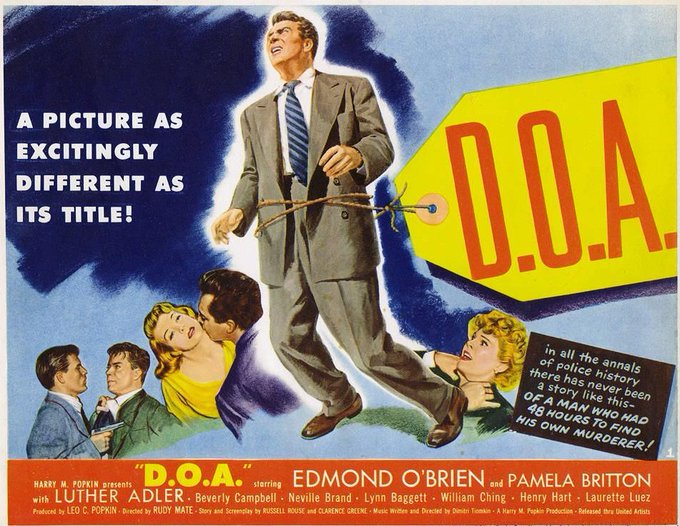 A PICTURE AS
EXCITINGLY
DIFFERENT AS
ITS TITLE!
D.O.A.
in all the annals
of police history
there has never been
a story like this-
OF A MAN WHO HAD
48 HOURS TO FIND
HIS OWN MURDERER!
1
HARRY M. POPKIN presents "D.O.A." starring EDMOND O'BRIEN and PAMELA BRITTON
with LUTHER ADLER · Beverly Campbell · Neville Brand · Lynn Baggett · William Ching · Henry Hart · Laurette Luez
Produced by LEO C. POPKIN · Directed by RUDY MATE · Story and Screenplay by RUSSELL ROUSE and CLARENCE GREENE · Music Written and Directed by Dimitri Tiomkin · A Harry M. Popkin Production · Released thru United Artists